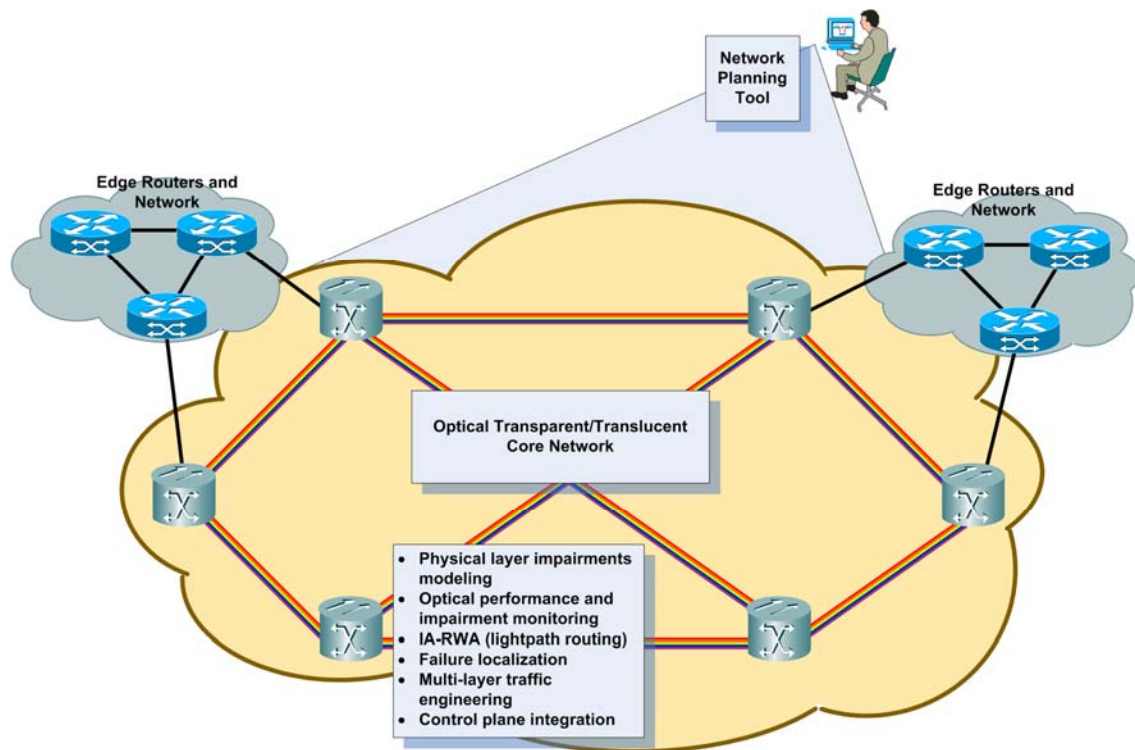 Network
Planning
Tool
Edge Routers and
Network
Edge Routers and
Network
Optical Transparent/Translucent
Core Network
• Physical layer impairments
modeling
• Optical performance and
impairment monitoring
• IA-RWA (lightpath routing)
• Failure localization
• Multi-layer traffic
engineering
• Control plane integration